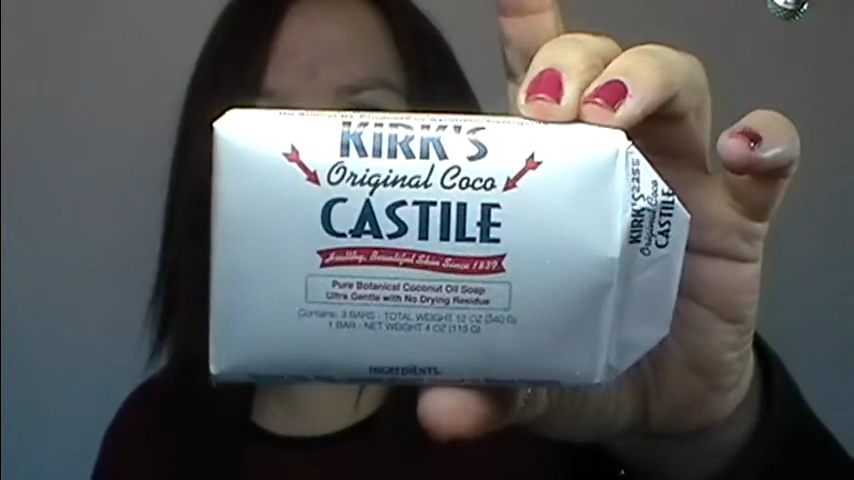 KIRK'S
Original Coco
CASTILE
Healthy, Beautiful Skin Since 1839
Pure Botanical Coconut Oil Soap
Ultra Gentle with No Drying Residue
Contains: 3 BARS - TOTAL WEIGHT 12 OZ (340 G)
1 BAR - NET WEIGHT 4 OZ (113 G)
INGREDIENTS:
KIRK'S
Original Coco
CASTILE